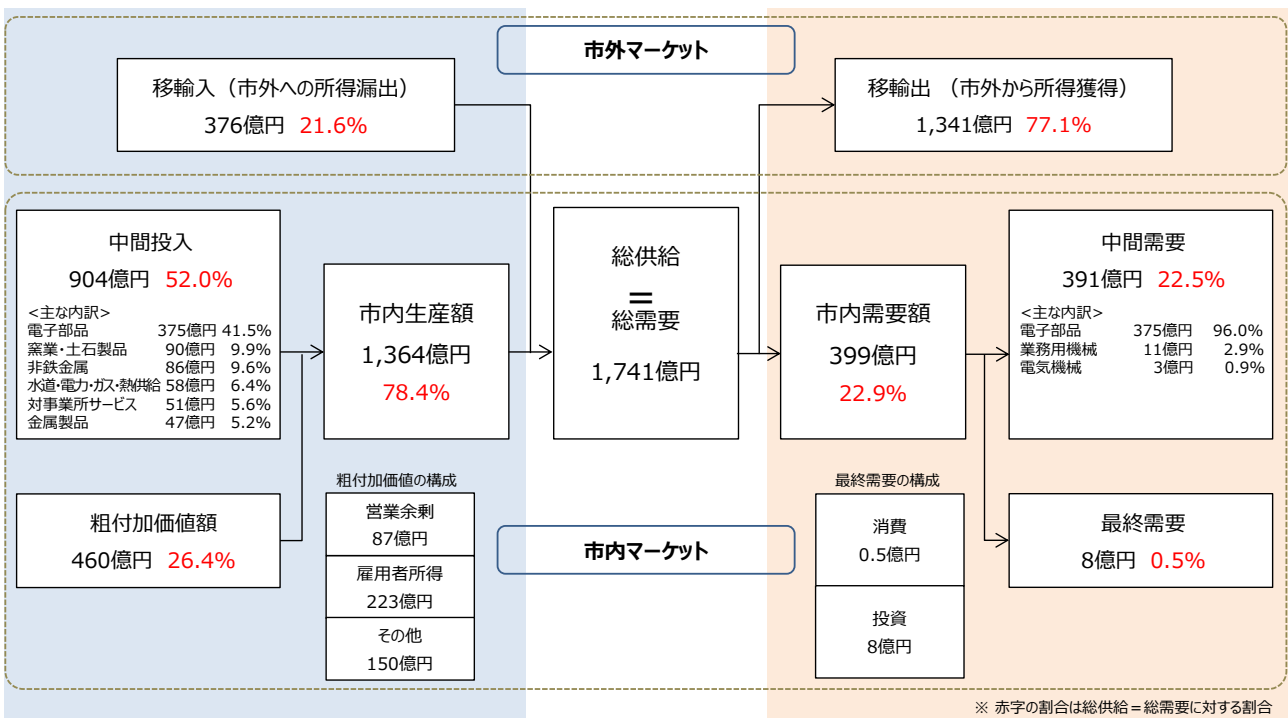 市外マーケット
移輸入（市外への所得漏出）
376億円 21.6%
移輸出 （市外から所得獲得）
1,341億円 77.1%
中間投入
904億円 52.0%
<主な内訳>
電子部品 375億円 41.5%
窯業・土石製品 90億円 9.9%
非鉄金属 86億円 9.6%
水道・電力・ガス・熱供給 58億円 6.4%
対事業所サービス 51億円 5.6%
金属製品 47億円 5.2%
市内生産額
1,364億円
78.4%
総供給
＝
総需要
1,741億円
市内需要額
399億円
22.9%
中間需要
391億円 22.5%
<主な内訳>
電子部品 375億円 96.0%
業務用機械 11億円 2.9%
電気機械 3億円 0.9%
粗付加価値額
460億円 26.4%
粗付加価値の構成
営業余剰
87億円
雇用者所得
223億円
その他
150億円
市内マーケット
最終需要の構成
消費
0.5億円
投資
8億円
最終需要
8億円 0.5%
※ 赤字の割合は総供給＝総需要に対する割合